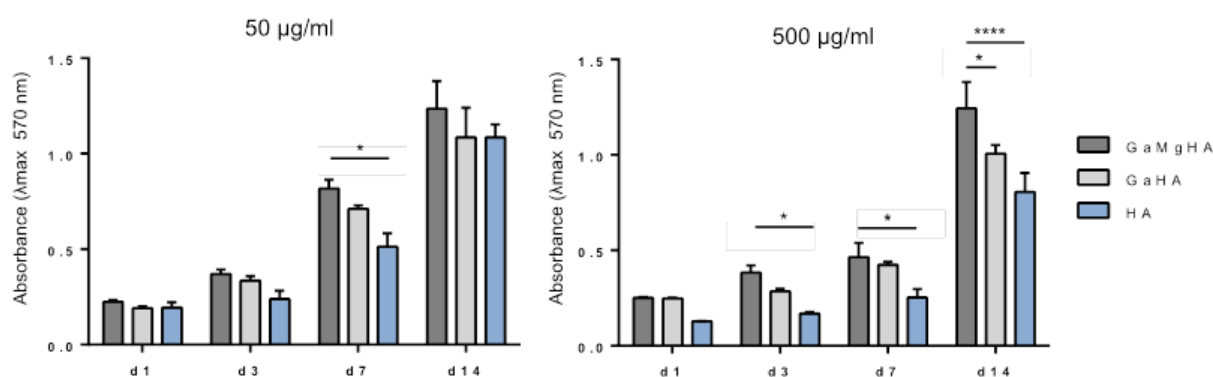 50 µg/ml
Absorbance (λmax 570 nm)
1.5
1.0
0.5
0.0
*
d 1
d 3
d 7
d 14
500 µg/ml
Absorbance (λmax 570 nm)
1.5
1.0
0.5
0.0
*
*
****
*
d 1
d 3
d 7
d 14
GaMgHA
GaHA
HA